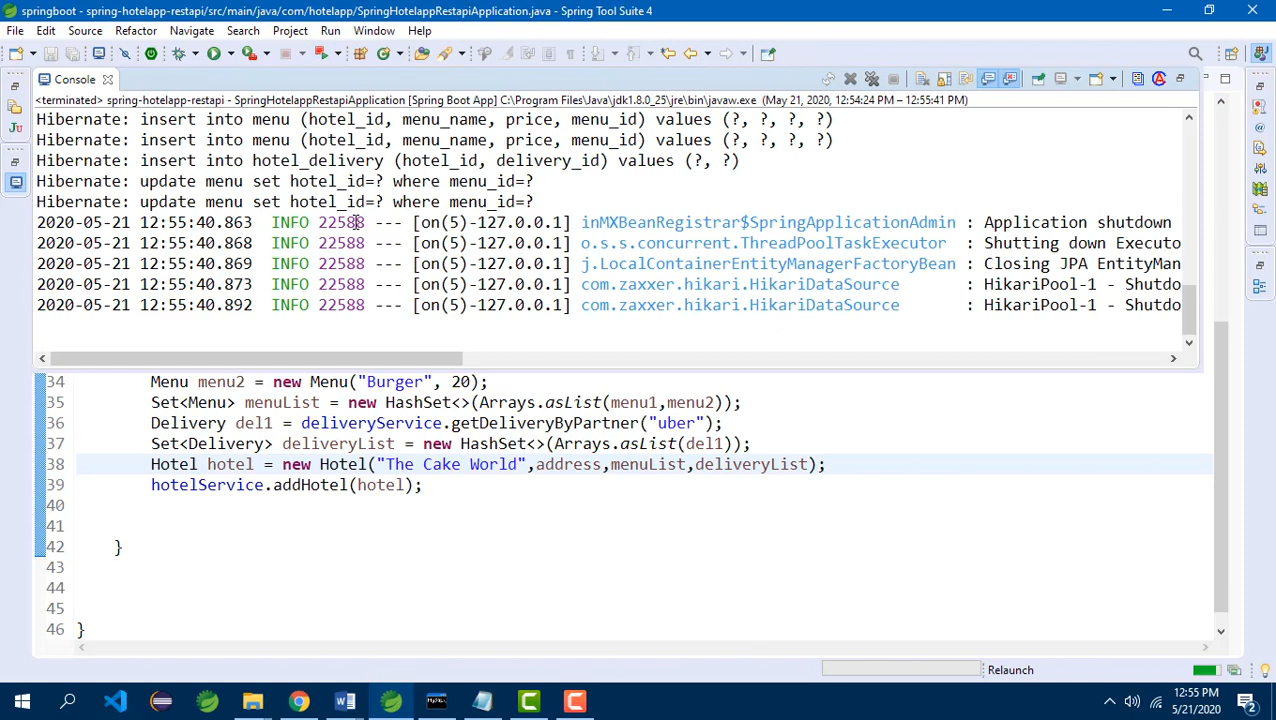 springboot - spring-hotelapp-restapi/src/main/java/com/hotelapp/SpringHotelappRestapiApplication.java - Spring Tool Suite 4
File Edit Source Refactor Navigate Search Project Run Window Help
Console
<terminated> spring-hotelapp-restapi - SpringHotelappRestapiApplication [Spring Boot App] C:\Program Files\Java\jdk1.8.0_25\jre\bin\javaw.exe (May 21, 2020, 12:54:24 PM – 12:55:41 PM)
Hibernate: insert into menu (hotel_id, menu_name, price, menu_id) values (?, ?, ?, ?)
Hibernate: insert into menu (hotel_id, menu_name, price, menu_id) values (?, ?, ?, ?)
Hibernate: insert into hotel_delivery (hotel_id, delivery_id) values (?, ?)
Hibernate: update menu set hotel_id=? where menu_id=?
Hibernate: update menu set hotel_id=? where menu_id=?
2020-05-21 12:55:40.863 INFO 22588 --- [on(5)-127.0.0.1] inMXBeanRegistrar$SpringApplicationAdmin : Application shutdown
2020-05-21 12:55:40.868 INFO 22588 --- [on(5)-127.0.0.1] o.s.s.concurrent.ThreadPoolTaskExecutor : Shutting down Executo
2020-05-21 12:55:40.869 INFO 22588 --- [on(5)-127.0.0.1] j.LocalContainerEntityManagerFactoryBean : Closing JPA EntityMan
2020-05-21 12:55:40.873 INFO 22588 --- [on(5)-127.0.0.1] com.zaxxer.hikari.HikariDataSource : HikariPool-1 - Shutdo
2020-05-21 12:55:40.892 INFO 22588 --- [on(5)-127.0.0.1] com.zaxxer.hikari.HikariDataSource : HikariPool-1 - Shutdo
34 Menu menu2 = new Menu("Burger", 20);
35 Set<Menu> menuList = new HashSet<>(Arrays.asList(menu1,menu2));
36 Delivery del1 = deliveryService.getDeliveryByPartner("uber");
37 Set<Delivery> deliveryList = new HashSet<>(Arrays.asList(del1));
38 Hotel hotel = new Hotel("The Cake World",address,menuList,deliveryList);
39 hotelService.addHotel(hotel);
40
41
42 }
43
44
45
46 }
Relaunch
12:55 PM
5/21/2020
2